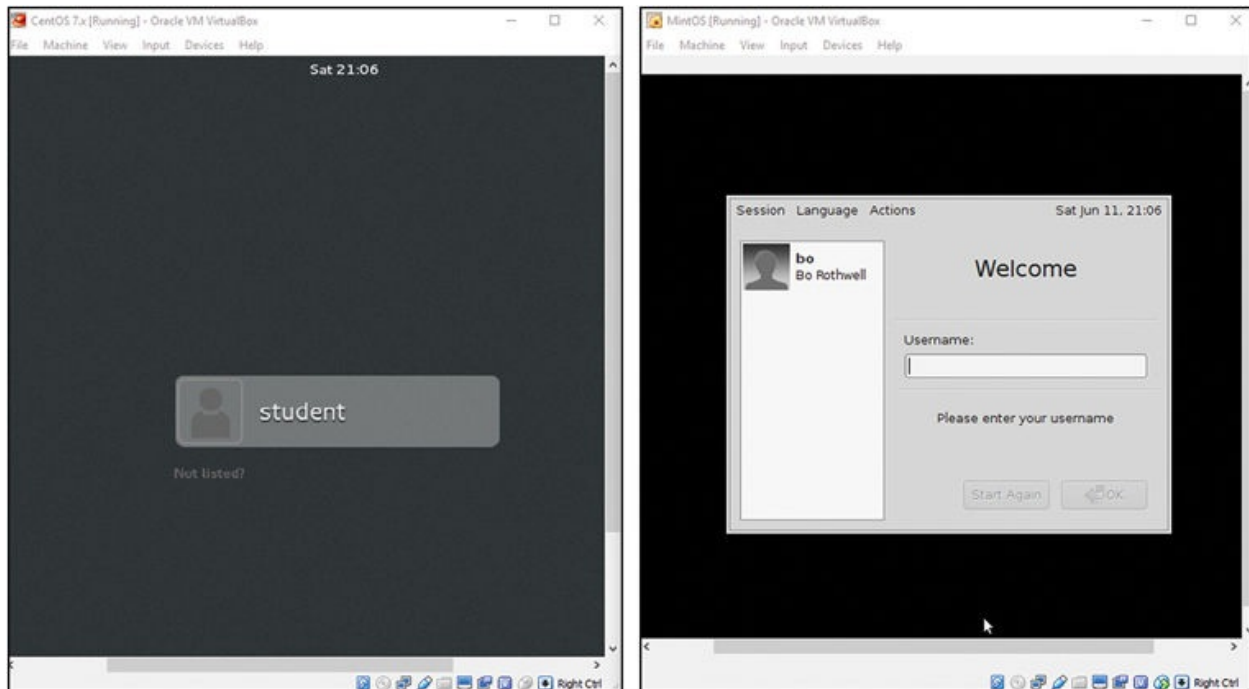 CentOS 7.x [Running] - Oracle VM VirtualBox
File Machine View Input Devices Help
Sat 21:06
student
Not listed?
Right Ctrl
MintOS [Running] - Oracle VM VirtualBox
File Machine View Input Devices Help
Session Language Actions
Sat Jun 11, 21:06
bo
Bo Rothwell
Welcome
Username:
Please enter your username
Start Again
OK
Right Ctrl